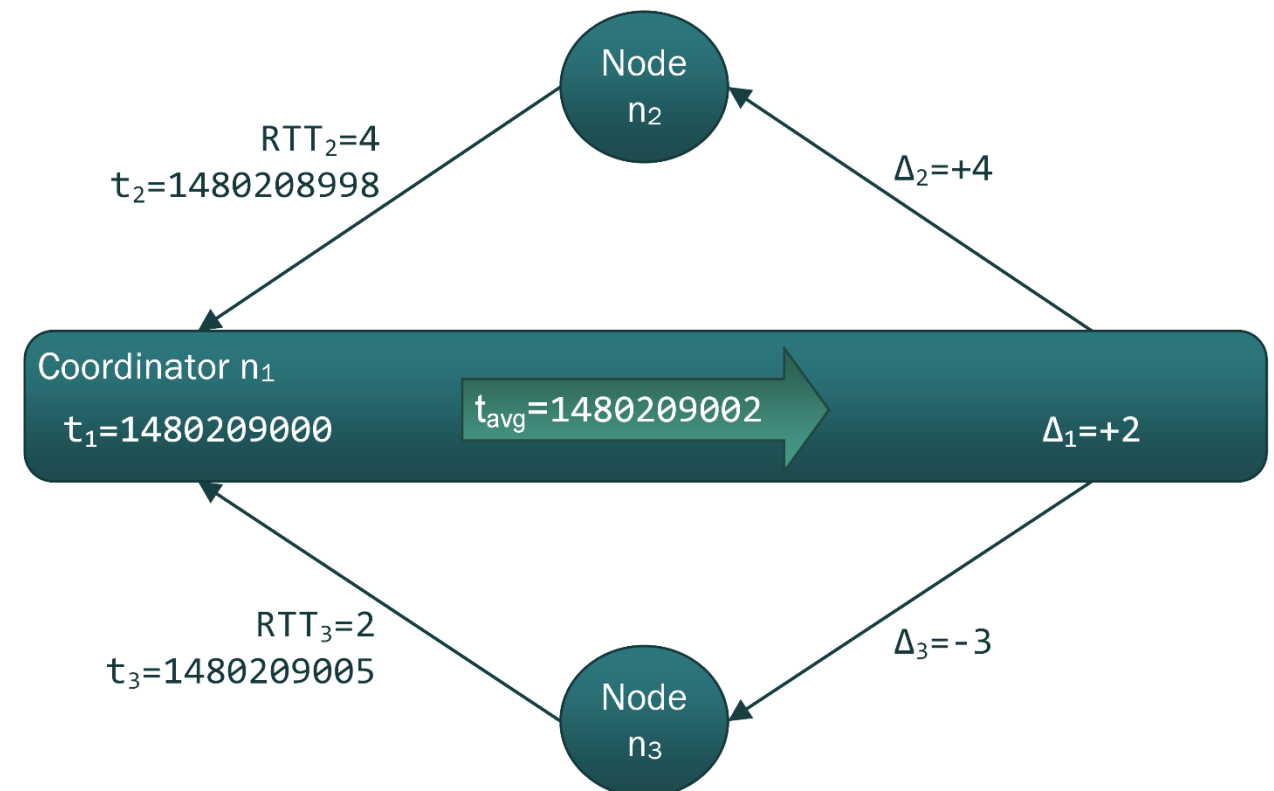 Node
n₂
RTT₂=4
t₂=1480208998
Δ₂=+4
Coordinator n₁
t₁=1480209000
tavg=1480209002
Δ₁=+2
RTT₃=2
t₃=1480209005
Δ₃=-3
Node
n₃